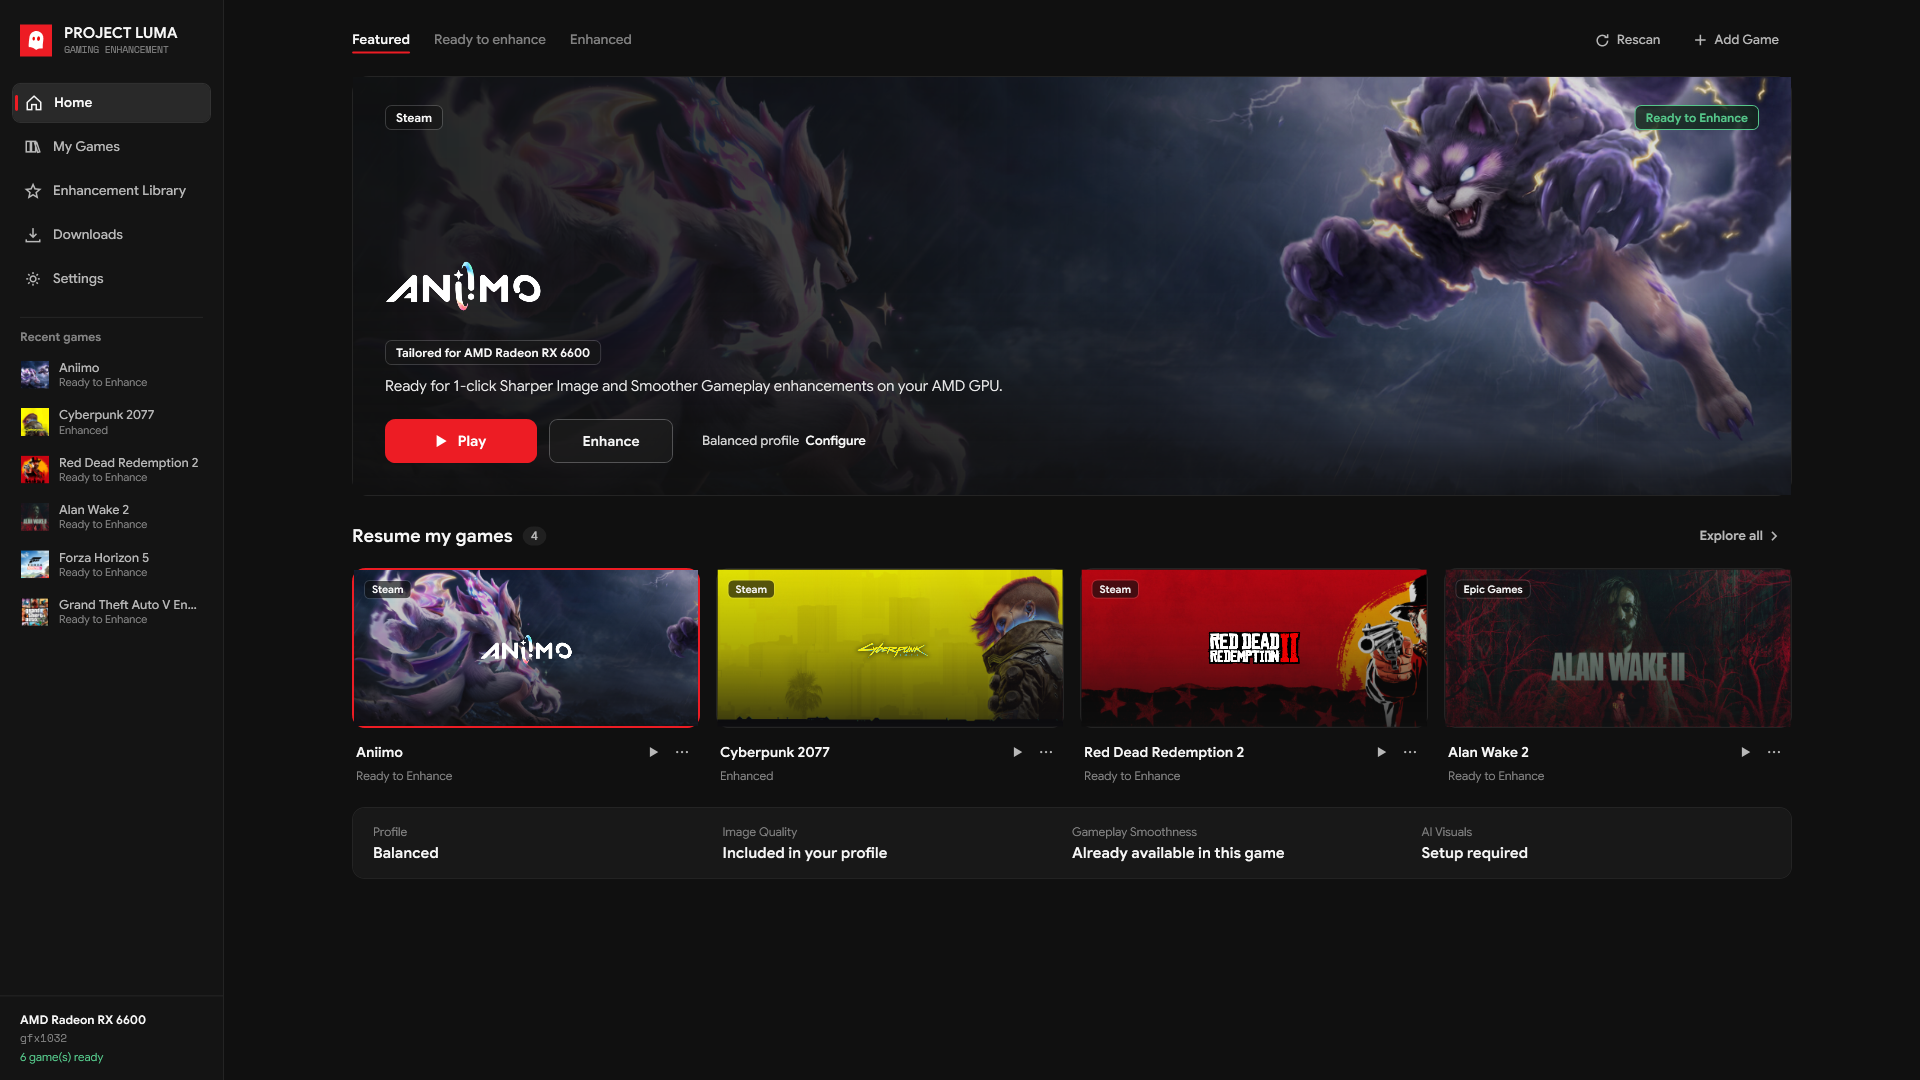 PROJECT LUMA
GAMING ENHANCEMENT
Home
My Games
Enhancement Library
Downloads
Settings
Recent games
Aniimo
Ready to Enhance
Cyberpunk 2077
Enhanced
Red Dead Redemption 2
Ready to Enhance
Alan Wake 2
Ready to Enhance
Forza Horizon 5
Ready to Enhance
Grand Theft Auto V En...
Ready to Enhance
AMD Radeon RX 6600
gfx1032
6 game(s) ready
Featured
Ready to enhance
Enhanced
Rescan
Add Game
Steam
Ready to Enhance
ANIIMO
Tailored for AMD Radeon RX 6600
Ready for 1-click Sharper Image and Smoother Gameplay enhancements on your AMD GPU.
Play
Enhance
Balanced profile Configure
Resume my games 4
Explore all
Steam
ANIIMO
Steam
Cyberpunk
Steam
RED DEAD
REDEMPTION II
Epic Games
ALAN WAKE II
Aniimo
Ready to Enhance
Cyberpunk 2077
Enhanced
Red Dead Redemption 2
Ready to Enhance
Alan Wake 2
Ready to Enhance
Profile
Balanced
Image Quality
Included in your profile
Gameplay Smoothness
Already available in this game
AI Visuals
Setup required